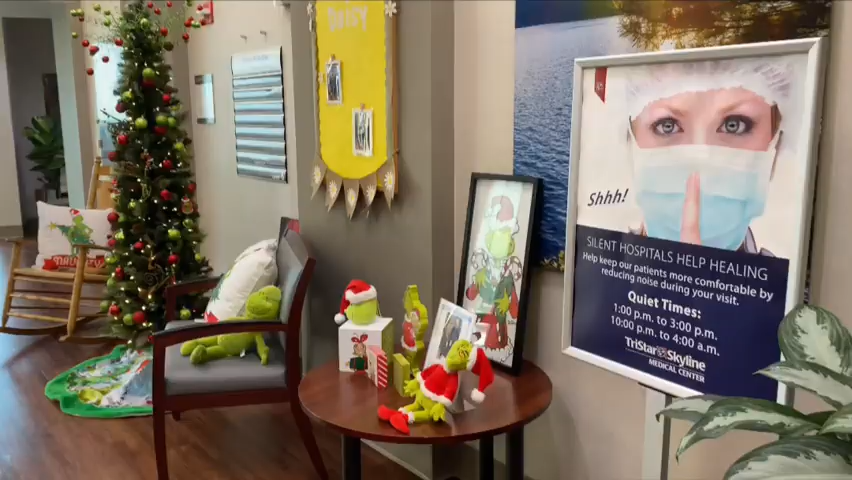 DAISY
Shhh!
SILENT HOSPITALS HELP HEALING
Help keep our patients more comfortable by
reducing noise during your visit.
Quiet Times:
1:00 p.m. to 3:00 p.m.
10:00 p.m. to 4:00 a.m.
TriStar Skyline
MEDICAL CENTER